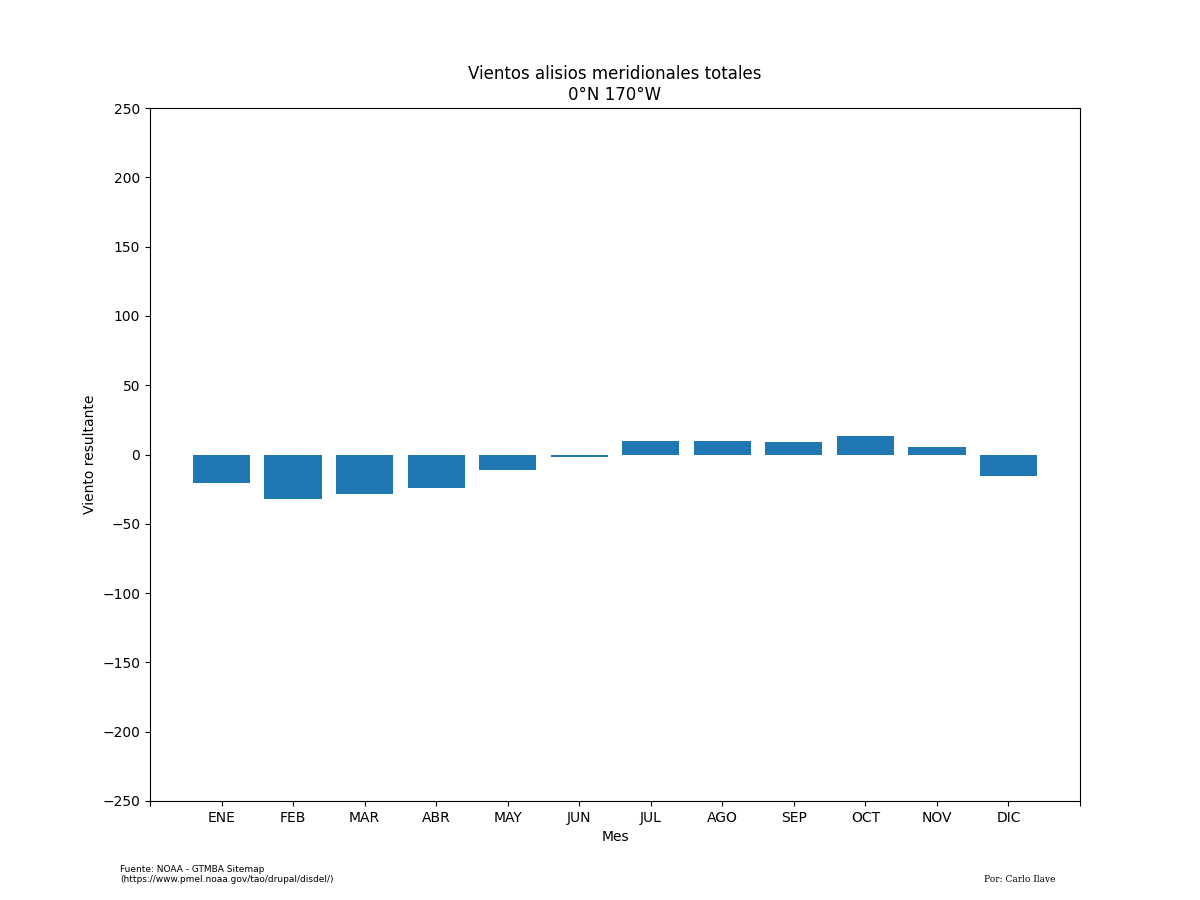 Vientos alisios meridionales totales
0°N 170°W
250
200
150
100
50
0
−50
−100
−150
−200
−250
Viento resultante
ENE FEB MAR ABR MAY JUN JUL AGO SEP OCT NOV DIC
Mes
Fuente: NOAA - GTMBA Sitemap
(https://www.pmel.noaa.gov/tao/drupal/disdel/)
Por: Carlo Ilave